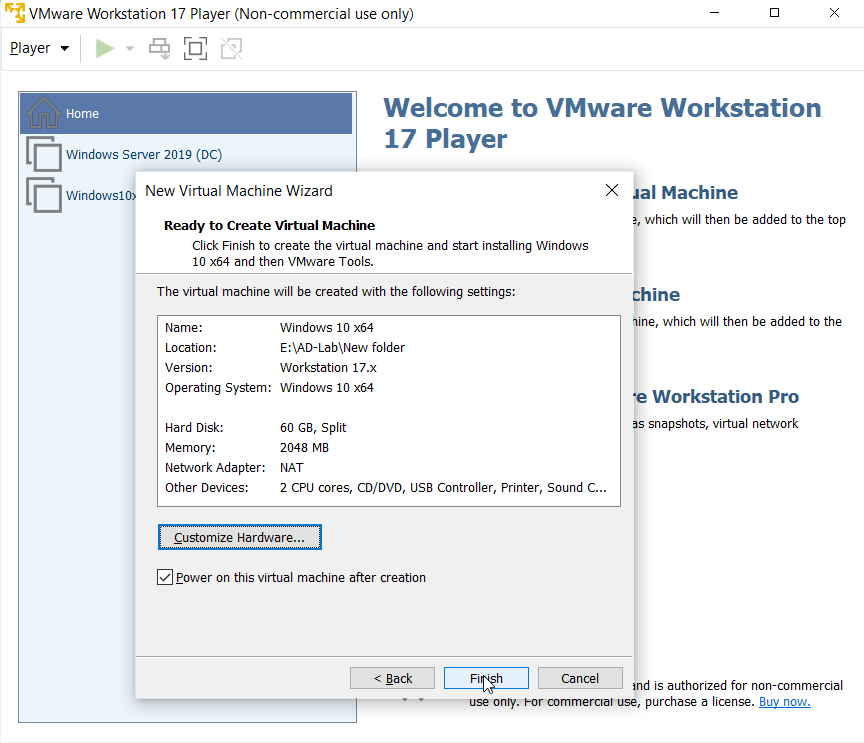 VMware Workstation 17 Player (Non-commercial use only)
Player
Home
Windows Server 2019 (DC)
Windows10x
Welcome to VMware Workstation
17 Player
Machine
, which will then be added to the top
which will then be added to the
Workstation Pro
as snapshots, virtual network
and is authorized for non-commercial
use only. For commercial use, purchase a license. Buy now.
New Virtual Machine Wizard
Ready to Create Virtual Machine
Click Finish to create the virtual machine and start installing Windows
10 x64 and then VMware Tools.
The virtual machine will be created with the following settings:
Name: Windows 10 x64
Location: E:\AD-Lab\New folder
Version: Workstation 17.x
Operating System: Windows 10 x64
Hard Disk: 60 GB, Split
Memory: 2048 MB
Network Adapter: NAT
Other Devices: 2 CPU cores, CD/DVD, USB Controller, Printer, Sound C...
Customize Hardware...
Power on this virtual machine after creation
< Back Finish Cancel